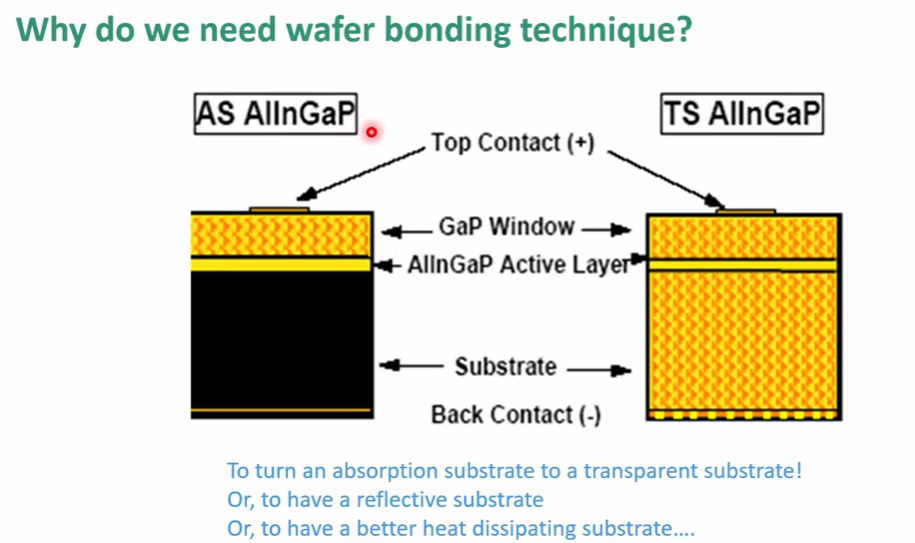 Why do we need wafer bonding technique?
AS AlInGaP
TS AlInGaP
Top Contact (+)
GaP Window
AlInGaP Active Layer
Substrate
Back Contact (-)
To turn an absorption substrate to a transparent substrate!
Or, to have a reflective substrate
Or, to have a better heat dissipating substrate....